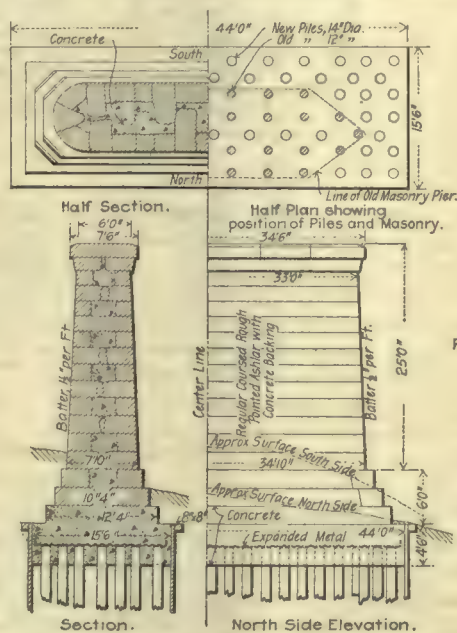 44'0"
New Piles, 14" Dia.
Old " 12" "
Concrete
South
15'6"
North
Line of Old Masonry Pier.
Half Section.
Half Plan showing
position of Piles and Masonry.
6'0"
7'6"
34'6"
33'0"
Batter ½" per Ft.
Center Line
Regular Coursed Rough
Pointed Ashlar with
Concrete Backing
Batter ½" per Ft.
25'0"
7'10"
Approx Surface South Side
34'10"
10'4"
Approx Surface North Side
6'0"
12'4"
8"x8"
Concrete
15'6
Expanded Metal
44'0"
4'6"
Section.
North Side Elevation.